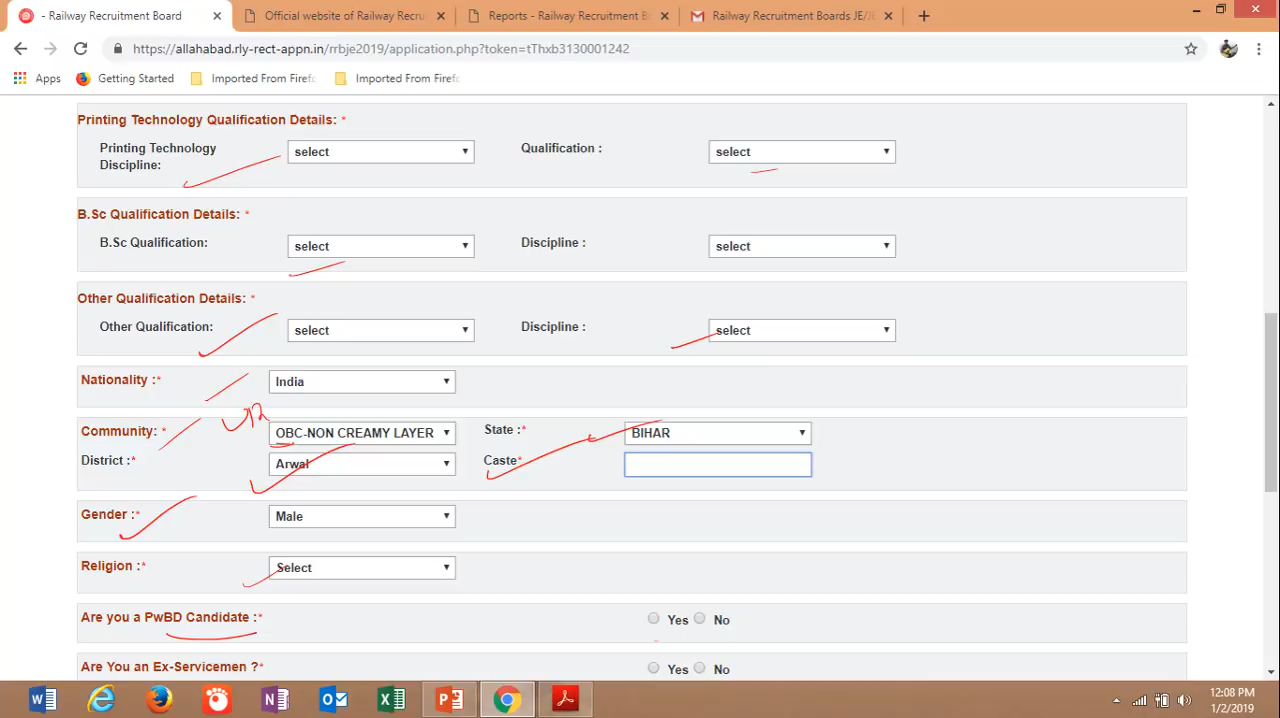 - Railway Recruitment Board
Official website of Railway Recru
Reports - Railway Recruitment B
Railway Recruitment Boards JE/JE
https://allahabad.rly-rect-appn.in/rrbje2019/application.php?token=tThxb3130001242
Apps Getting Started Imported From Firefo Imported From Firefo
Printing Technology Qualification Details: *
Printing Technology Discipline: select Qualification : select
B.Sc Qualification Details: *
B.Sc Qualification: select Discipline : select
Other Qualification Details: *
Other Qualification: select Discipline : select
Nationality :* India
Community: * OBC-NON CREAMY LAYER State :* BIHAR
District :* Arwal Caste*
Gender :* Male
Religion :* Select
Are you a PwBD Candidate :* Yes No
Are You an Ex-Servicemen ?* Yes No
12:08 PM
1/2/2019